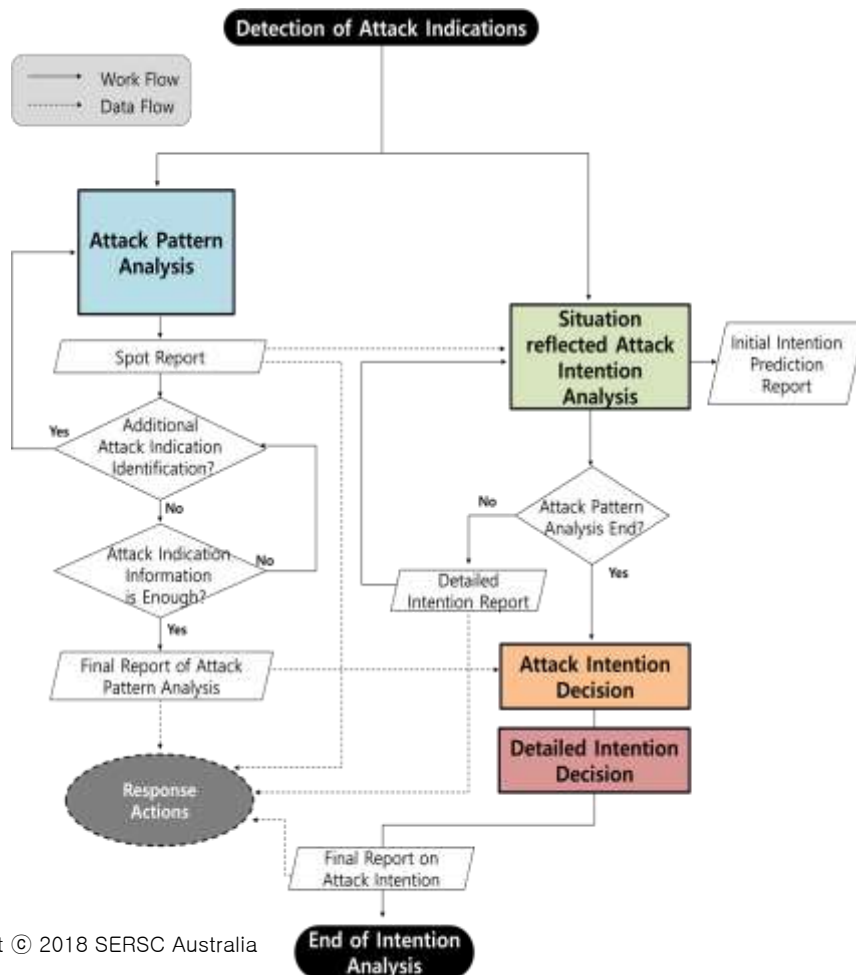 Detection of Attack Indications
Work Flow
Data Flow
Attack Pattern
Analysis
Spot Report
Additional
Attack Indication
Identification?
Yes
No
Attack Indication
Information
is Enough?
No
Yes
Final Report of Attack
Pattern Analysis
Response
Actions
Situation
reflected Attack
Intention
Analysis
Initial Intention
Prediction
Report
Attack Pattern
Analysis End?
No
Yes
Detailed
Intention Report
Attack Intention
Decision
Detailed Intention
Decision
Final Report on
Attack Intention
End of Intention
Analysis
t ⓒ 2018 SERSC Australia